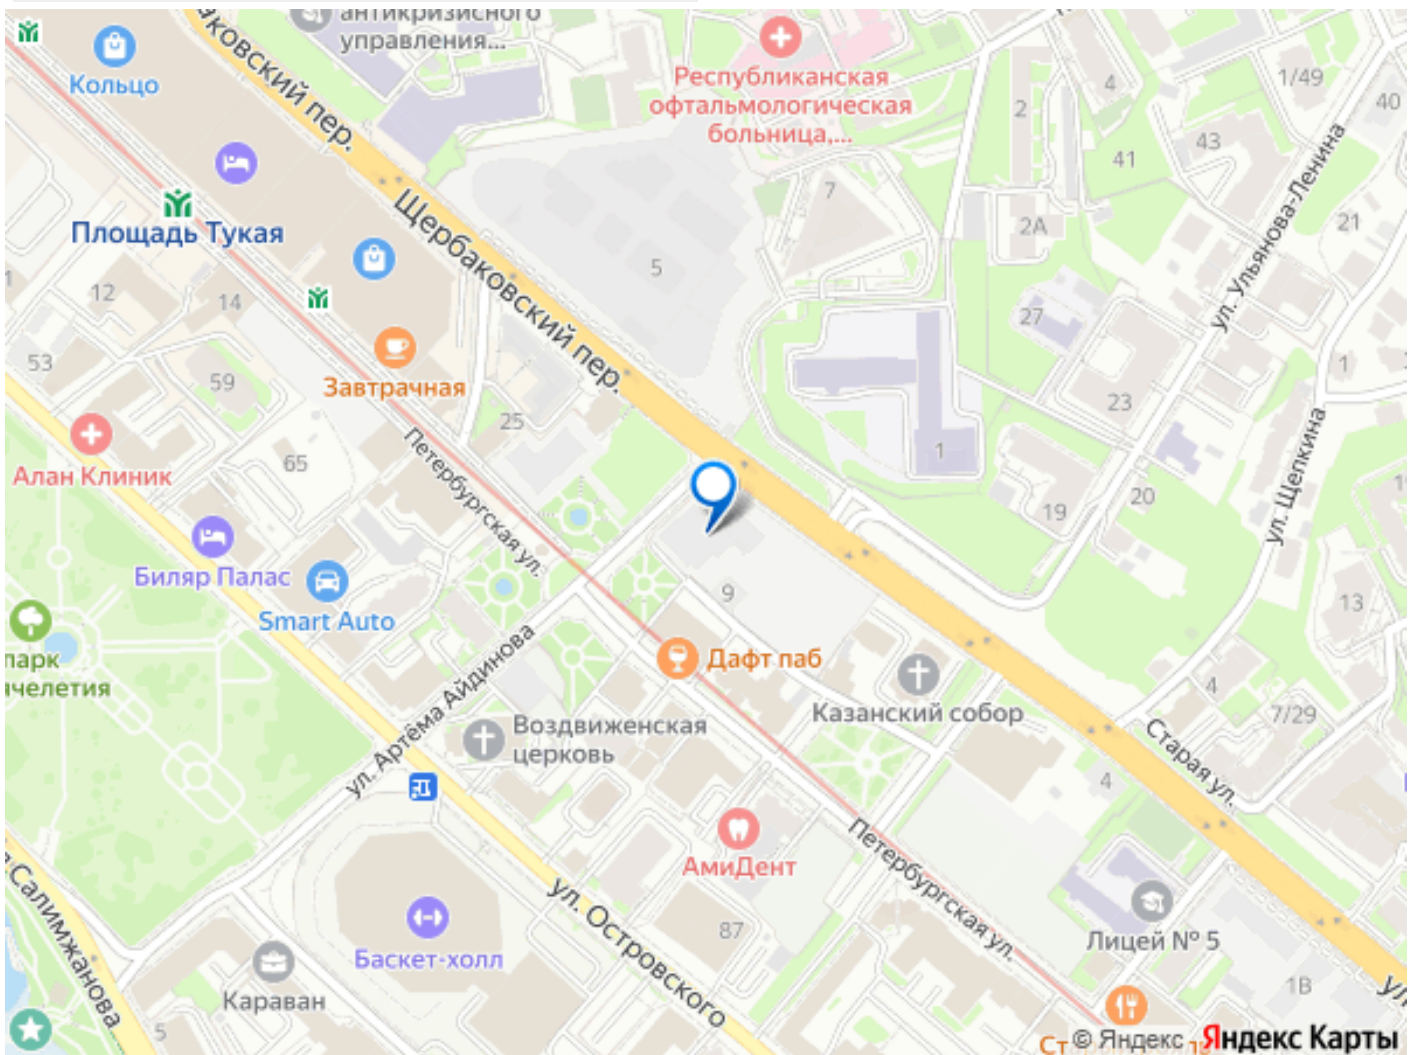 антикризисного
управления...
Кольцо
Республиканская
офтальмологическая
больница,...
4
2
1/49
40
43
41
7
2А
21
ул. Ульянова-Ленина
Площадь Тукая
Щербаковский пер.
5
12
14
27
53
59
Завтрачная
25
23
1
ул. Щепкина
Алан Клиник
65
Петербургская ул.
1
19
20
Биляр Палас
Smart Auto
9
13
парк
ул. Артёма Айдинова
Дафт паб
Казанский собор
4
7/29
Воздвиженская
церковь
Старая ул.
4
АмиДент
Петербургская ул.
ул. Островского
87
Лицей № 5
Баскет-холл
Караван
5
1В
Салимжанова
© Яндекс
Яндекс Карты